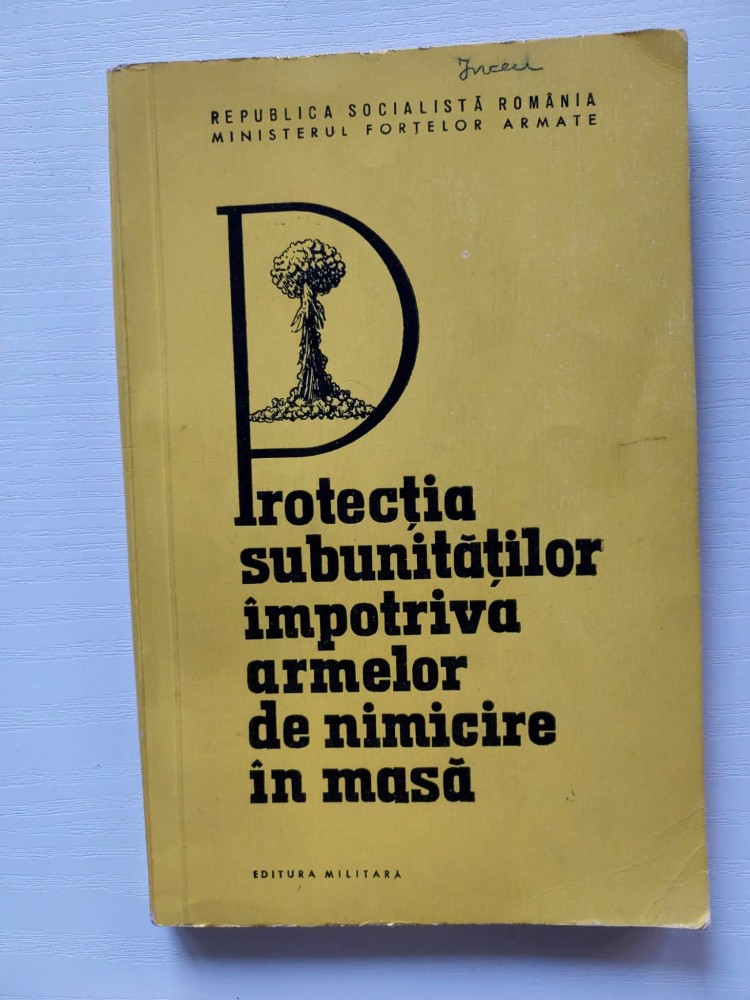 REPUBLICA SOCIALISTĂ ROMÂNIA
MINISTERUL FORȚELOR ARMATE
Protecția
subunităților
împotriva
armelor
de nimicire
în masă
EDITURA MILITARĂ